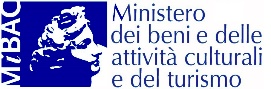 MiBAC
Ministero
dei beni e delle
attività culturali
e del turismo